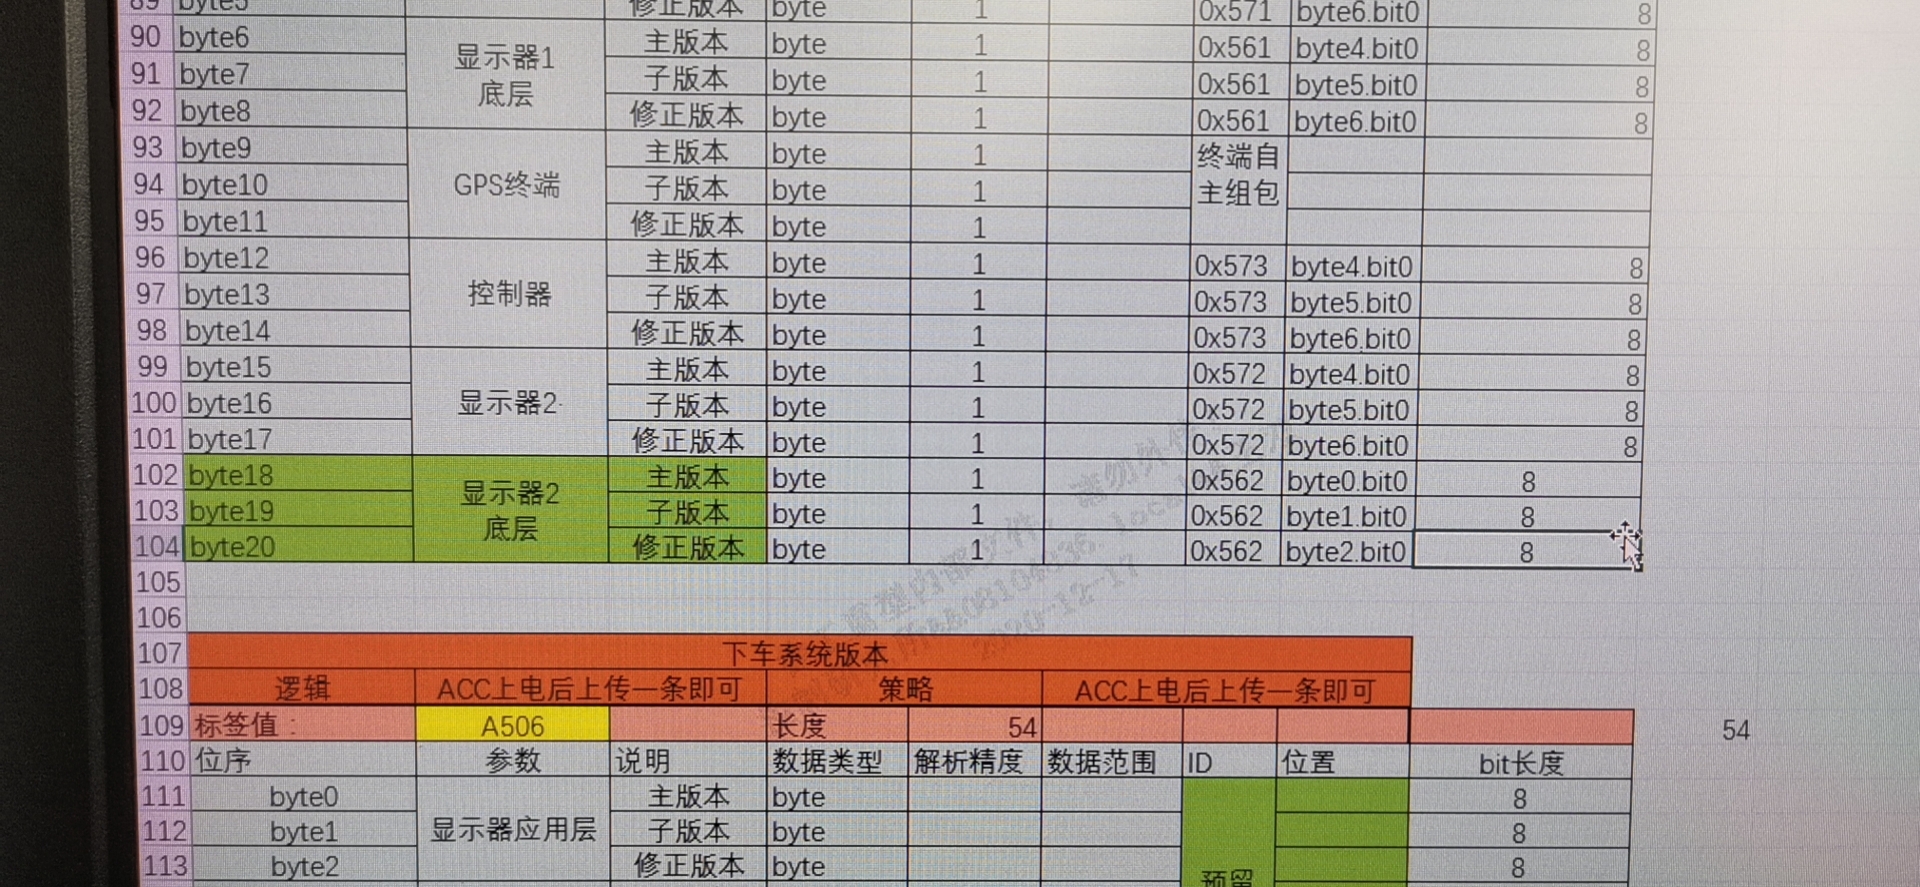 89 byte5 修正版本 byte 1 0x571 byte6.bit0 8
90 byte6 显示器1 底层 主版本 byte 1 0x561 byte4.bit0 8
91 byte7 子版本 byte 1 0x561 byte5.bit0 8
92 byte8 修正版本 byte 1 0x561 byte6.bit0 8
93 byte9 GPS终端 主版本 byte 1 终端自主组包
94 byte10 子版本 byte 1
95 byte11 修正版本 byte 1
96 byte12 控制器 主版本 byte 1 0x573 byte4.bit0 8
97 byte13 子版本 byte 1 0x573 byte5.bit0 8
98 byte14 修正版本 byte 1 0x573 byte6.bit0 8
99 byte15 显示器2 主版本 byte 1 0x572 byte4.bit0 8
100 byte16 子版本 byte 1 0x572 byte5.bit0 8
101 byte17 修正版本 byte 1 0x572 byte6.bit0 8
102 byte18 显示器2 底层 主版本 byte 1 0x562 byte0.bit0 8
103 byte19 子版本 byte 1 0x562 byte1.bit0 8
104 byte20 修正版本 byte 1 0x562 byte2.bit0 8
105
106
107 下车系统版本
108 逻辑 ACC上电后上传一条即可 策略 ACC上电后上传一条即可
109 标签值： A506 长度 54 54
110 位序 参数 说明 数据类型 解析精度 数据范围 ID 位置 bit长度
111 byte0 显示器应用层 主版本 byte 8
112 byte1 子版本 byte 8
113 byte2 修正版本 byte 预留 8
2020-12-17